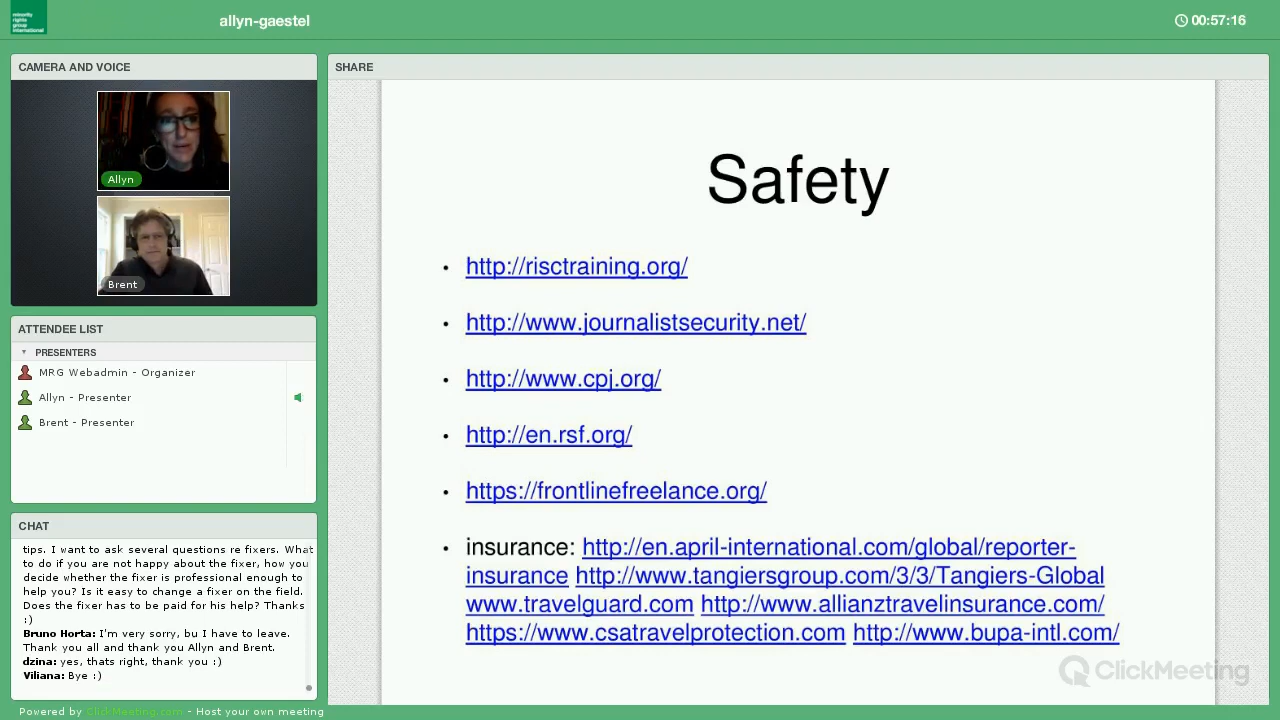 minority
rights
group
international
allyn-gaestel
00:57:16
CAMERA AND VOICE
Allyn
Brent
ATTENDEE LIST
PRESENTERS
MRG Webadmin - Organizer
Allyn - Presenter
Brent - Presenter
CHAT
tips. I want to ask several questions re fixers. What
to do if you are not happy about the fixer, how you
decide whether the fixer is professional enough to
help you? Is it easy to change a fixer on the field.
Does the fixer has to be paid for his help? Thanks
:)
Bruno Horta: I'm very sorry, bu I have to leave.
Thank you all and thank you Allyn and Brent.
dzina: yes, thats right, thank you :)
Viliana: Bye :)
Powered by ClickMeeting.com - Host your own meeting
SHARE
Safety
• http://risctraining.org/
• http://www.journalistsecurity.net/
• http://www.cpj.org/
• http://en.rsf.org/
• https://frontlinefreelance.org/
• insurance: http://en.april-international.com/global/reporter-
insurance http://www.tangiersgroup.com/3/3/Tangiers-Global
www.travelguard.com http://www.allianztravelinsurance.com/
https://www.csatravelprotection.com http://www.bupa-intl.com/
ClickMeeting